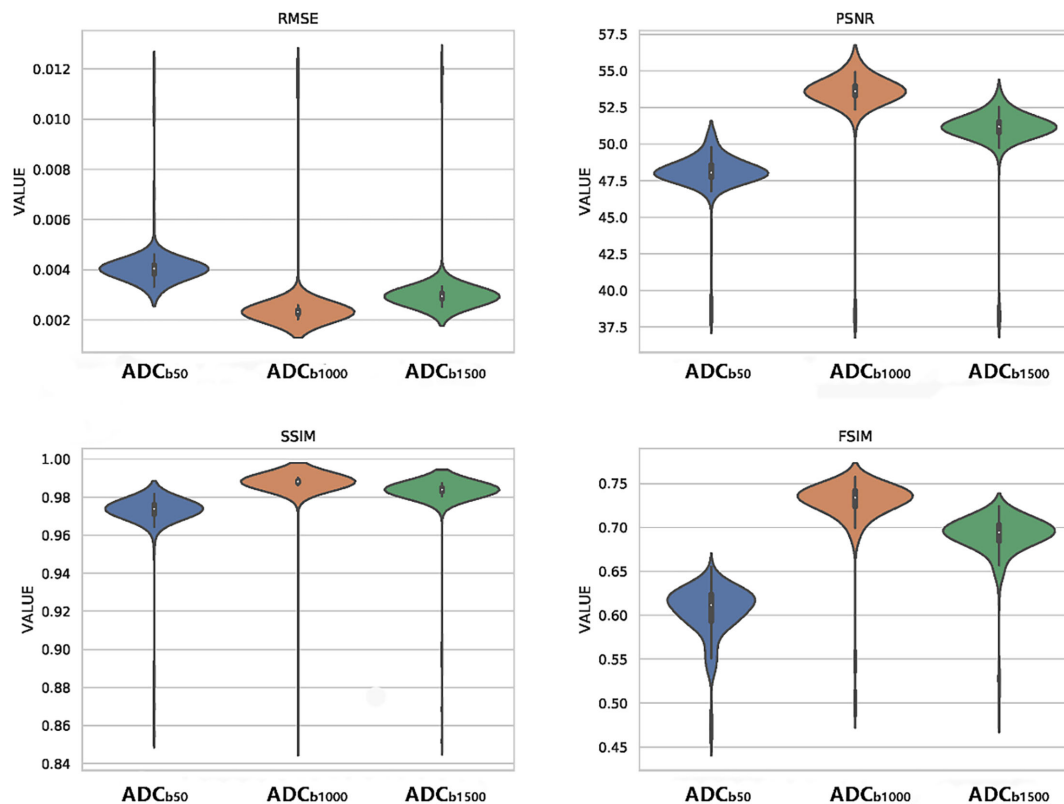 RMSE
VALUE
0.012
0.010
0.008
0.006
0.004
0.002
ADCb50 ADCb1000 ADCb1500
PSNR
VALUE
57.5
55.0
52.5
50.0
47.5
45.0
42.5
40.0
37.5
ADCb50 ADCb1000 ADCb1500
SSIM
VALUE
1.00
0.98
0.96
0.94
0.92
0.90
0.88
0.86
0.84
ADCb50 ADCb1000 ADCb1500
FSIM
VALUE
0.75
0.70
0.65
0.60
0.55
0.50
0.45
ADCb50 ADCb1000 ADCb1500